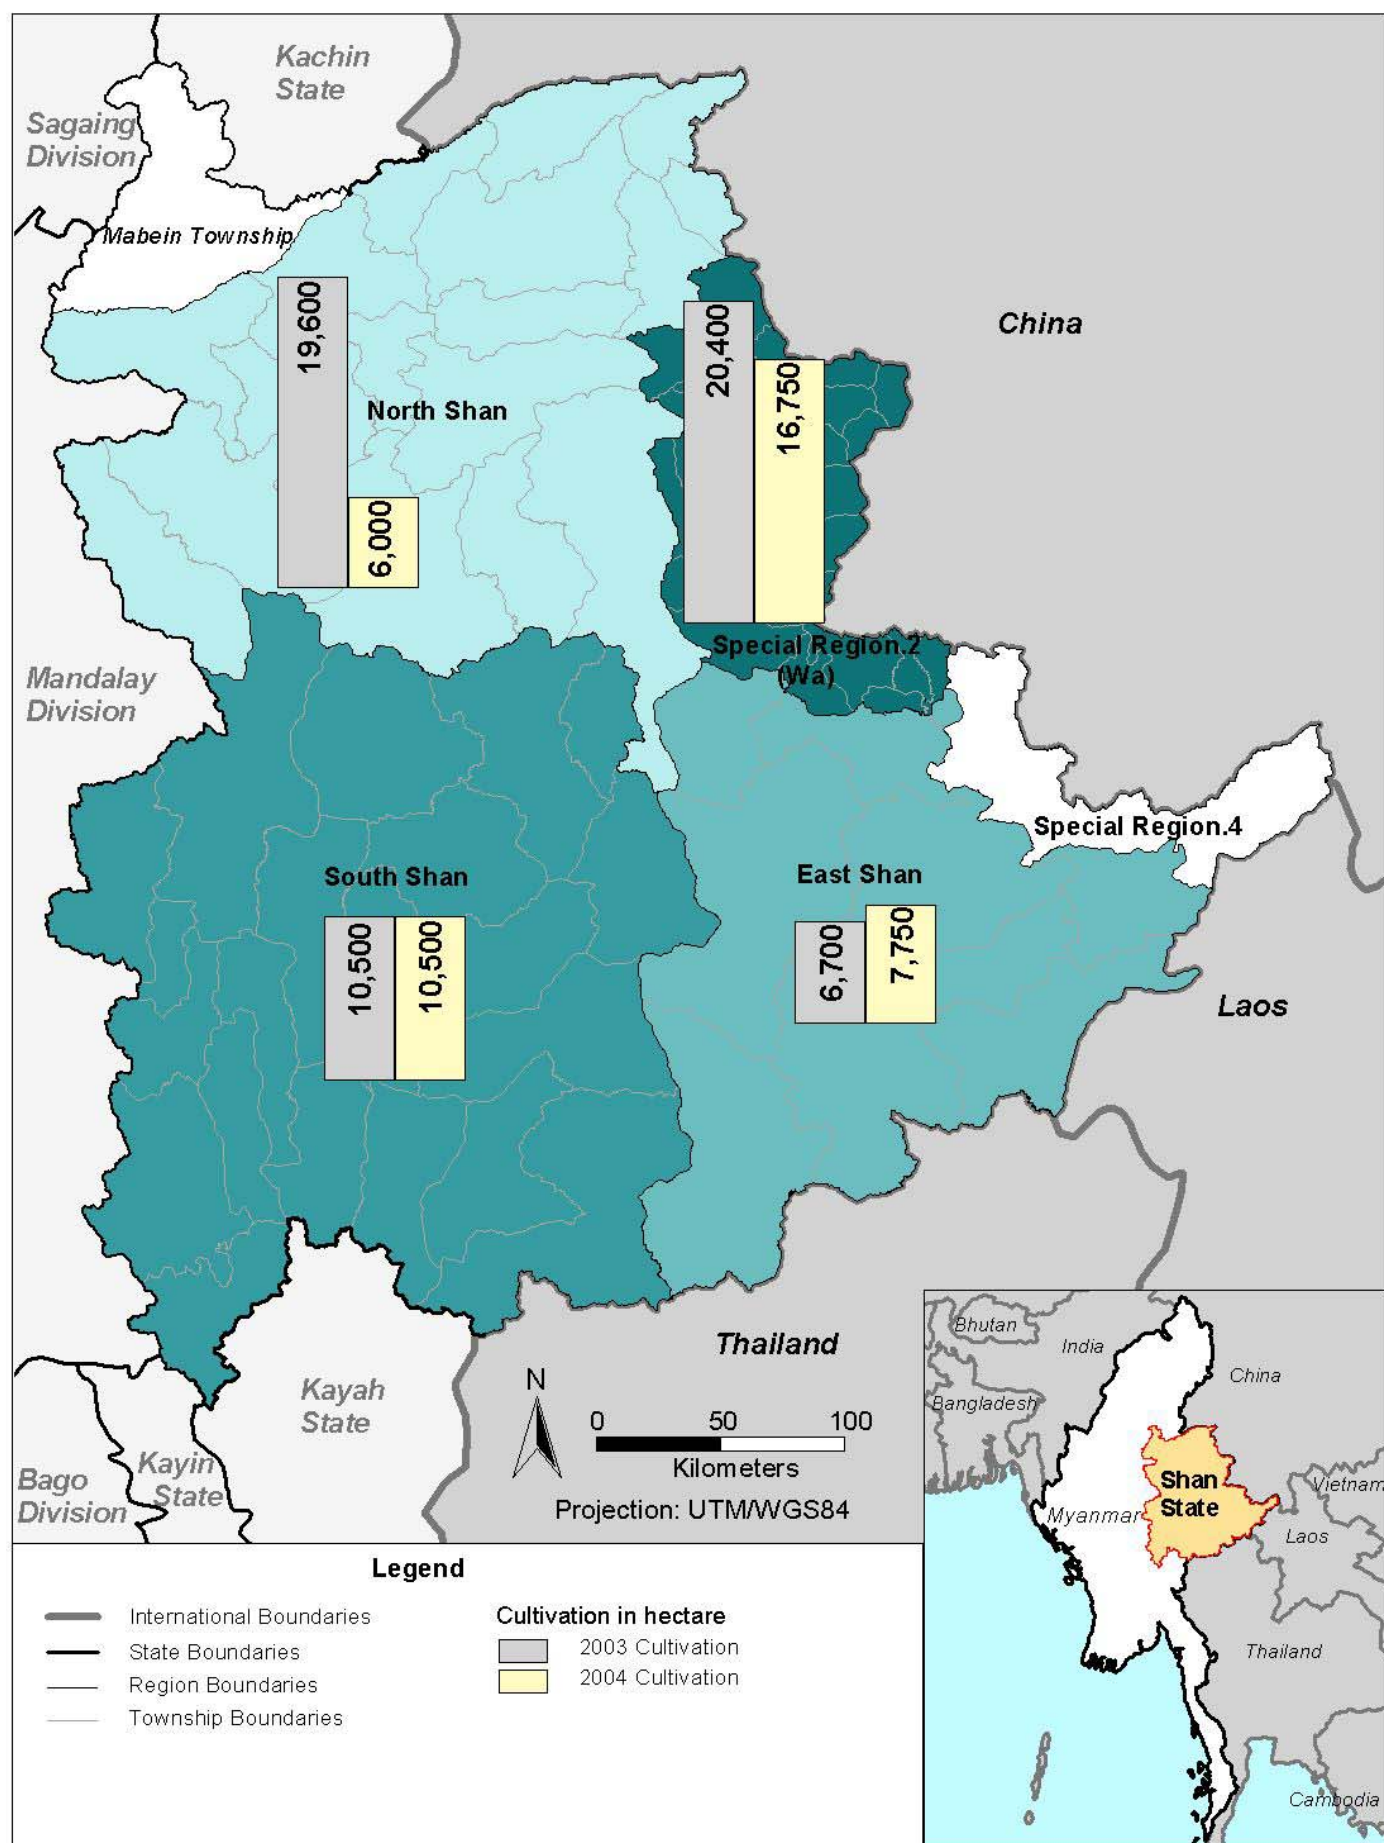 Kachin
State
Sagaing
Division
Mabein Township
China
19,600
6,000
North Shan
20,400
16,750
Special Region.2
(Wa)
Mandalay
Division
Special Region.4
South Shan
10,500
10,500
East Shan
6,700
7,750
Laos
Thailand
Kayah
State
Kayin
State
Bago
Division
N
0 50 100
Kilometers
Projection: UTM/WGS84
Legend
International Boundaries
State Boundaries
Region Boundaries
Township Boundaries
Cultivation in hectare
2003 Cultivation
2004 Cultivation
Bhutan
India
China
Bangladesh
Shan
State
Myanmar
Vietnam
Laos
Thailand
Cambodia